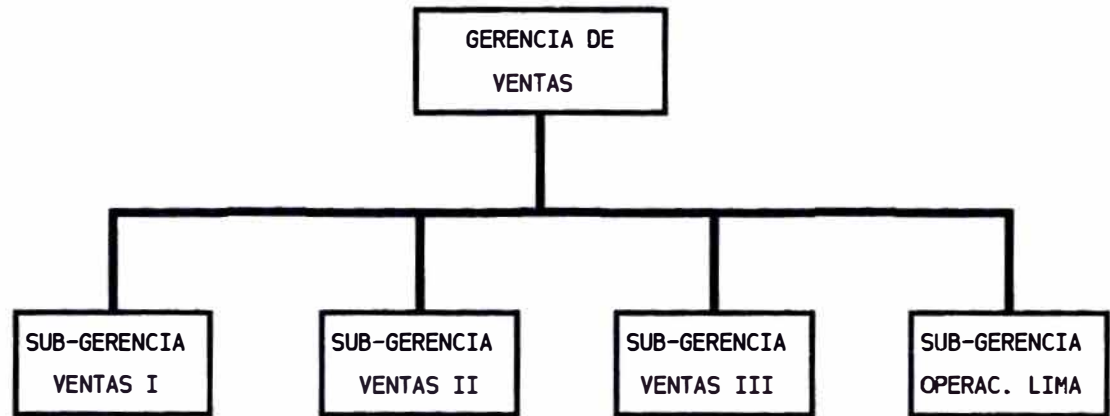 GERENCIA DE
VENTAS
SUB-GERENCIA
VENTAS I
SUB-GERENCIA
VENTAS II
SUB-GERENCIA
VENTAS III
SUB-GERENCIA
OPERAC. LIMA